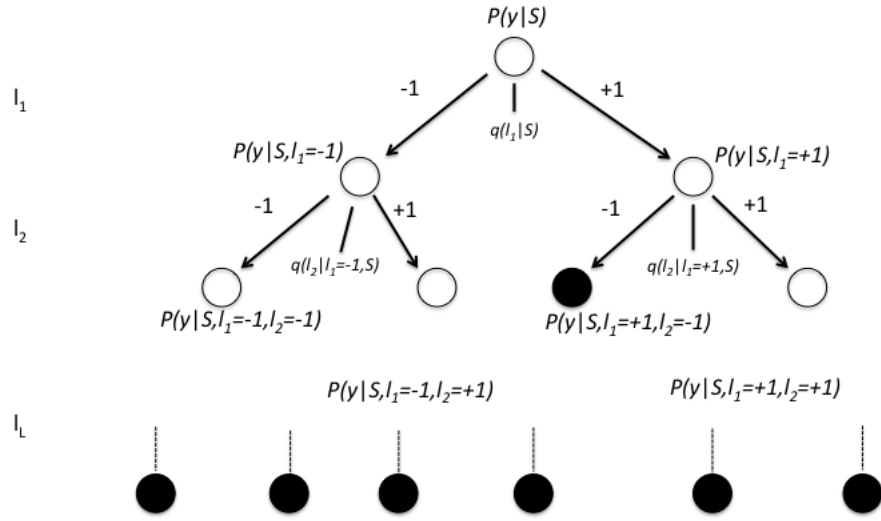 P(y|S)
l₁
-1
+1
q(l₁|S)
P(y|S,l₁=-1)
P(y|S,l₁=+1)
l₂
-1
+1
-1
+1
q(l₂|l₁=-1,S)
q(l₂|l₁=+1,S)
P(y|S,l₁=-1,l₂=-1)
P(y|S,l₁=+1,l₂=-1)
P(y|S,l₁=-1,l₂=+1)
P(y|S,l₁=+1,l₂=+1)
l_L